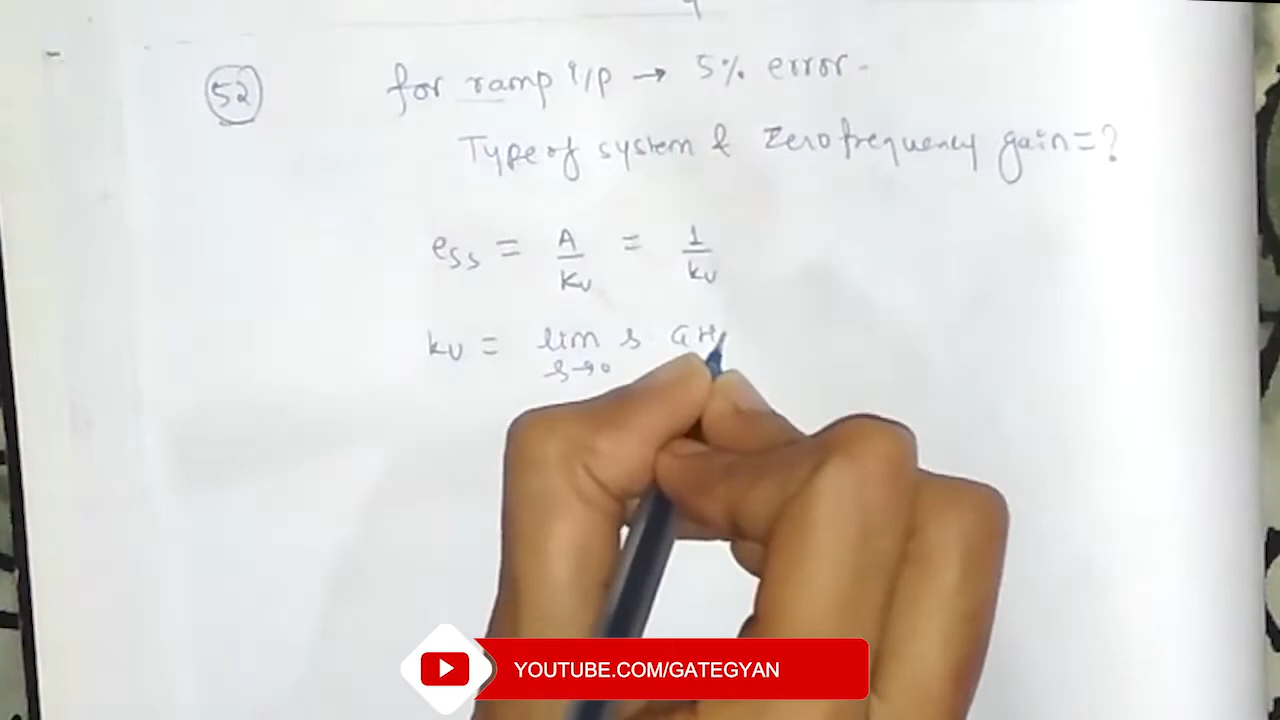 52 for ramp i/p → 5% error -
Type of system & Zero frequency gain = ?
ess = A/Kv = 1/Kv
Kv = lim s→0 s GH
YOUTUBE.COM/GATEGYAN